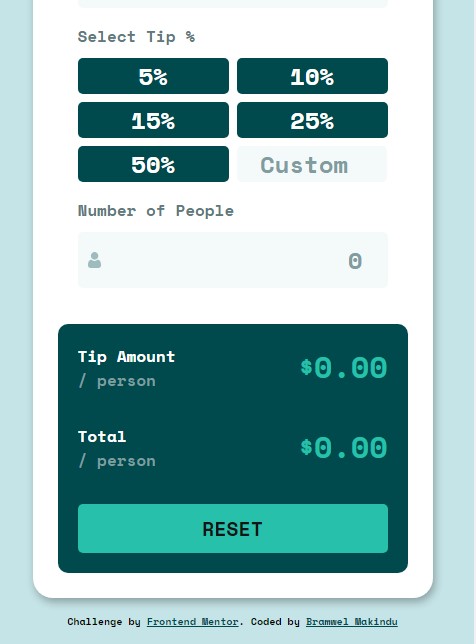 Select Tip %
5% 10%
15% 25%
50% Custom
Number of People
0
Tip Amount
/ person
$0.00
Total
/ person
$0.00
RESET
Challenge by Frontend Mentor. Coded by Bramwel Makindu